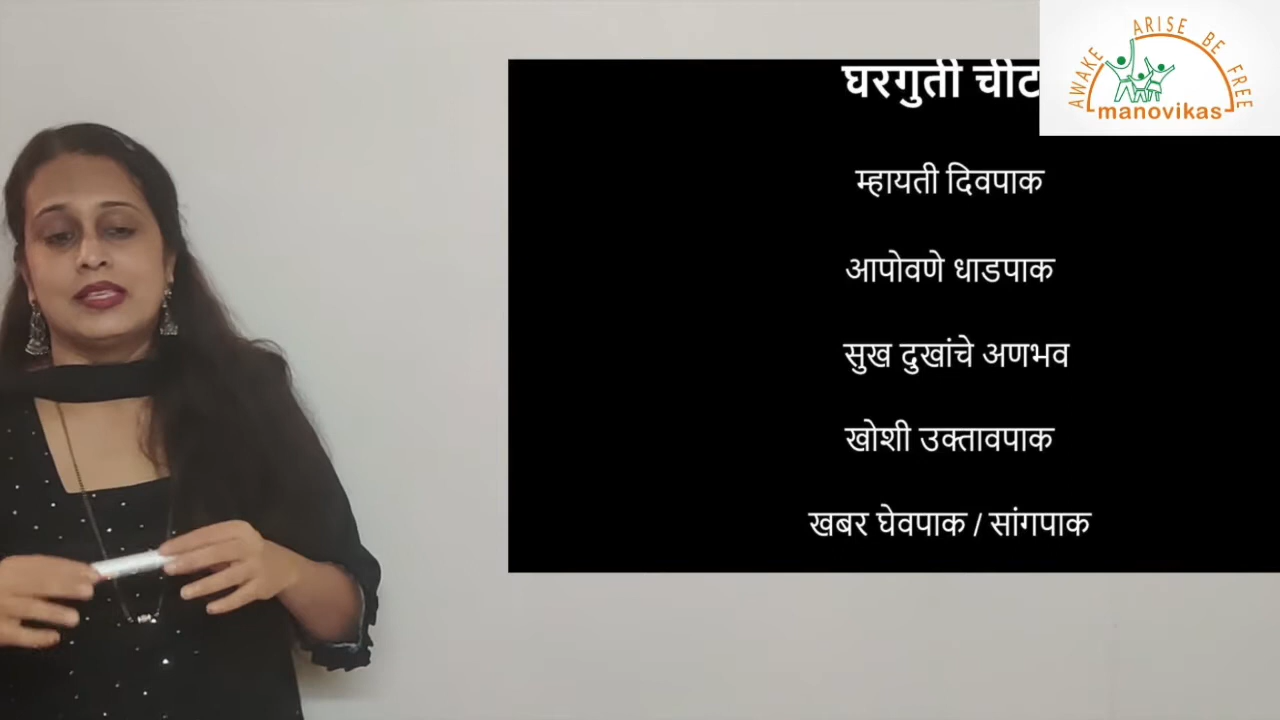 AWAKE ARISE BE FREE
manovikas
घरगुती चीट
म्हायती दिवपाक
आपोवणे धाडपाक
सुख दुखांचे अणभव
खोशी उक्तावपाक
खबर घेवपाक / सांगपाक